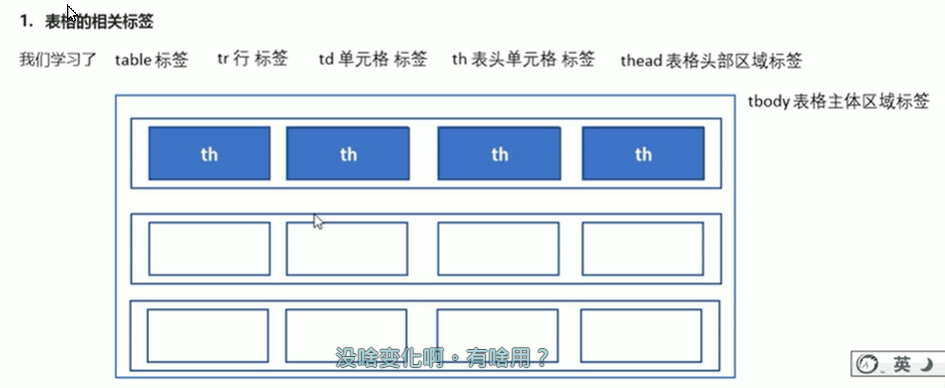 1. 表格的相关标签
我们学习了 table 标签 tr 行 标签 td 单元格 标签 th 表头单元格 标签 thead 表格头部区域标签
tbody 表格主体区域标签
th th th th
没啥变化啊。有啥用？
英